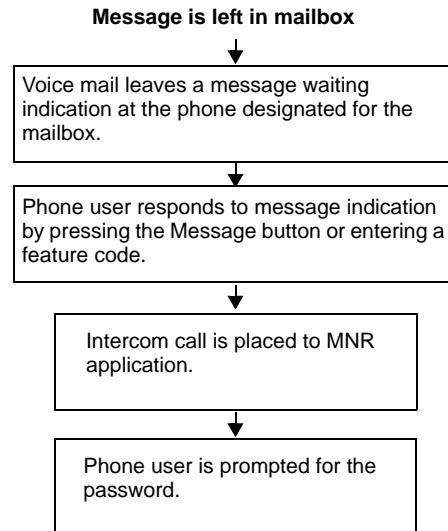 Message is left in mailbox
Voice mail leaves a message waiting
indication at the phone designated for the
mailbox.
Phone user responds to message indication
by pressing the Message button or entering a
feature code.
Intercom call is placed to MNR
application.
Phone user is prompted for the
password.